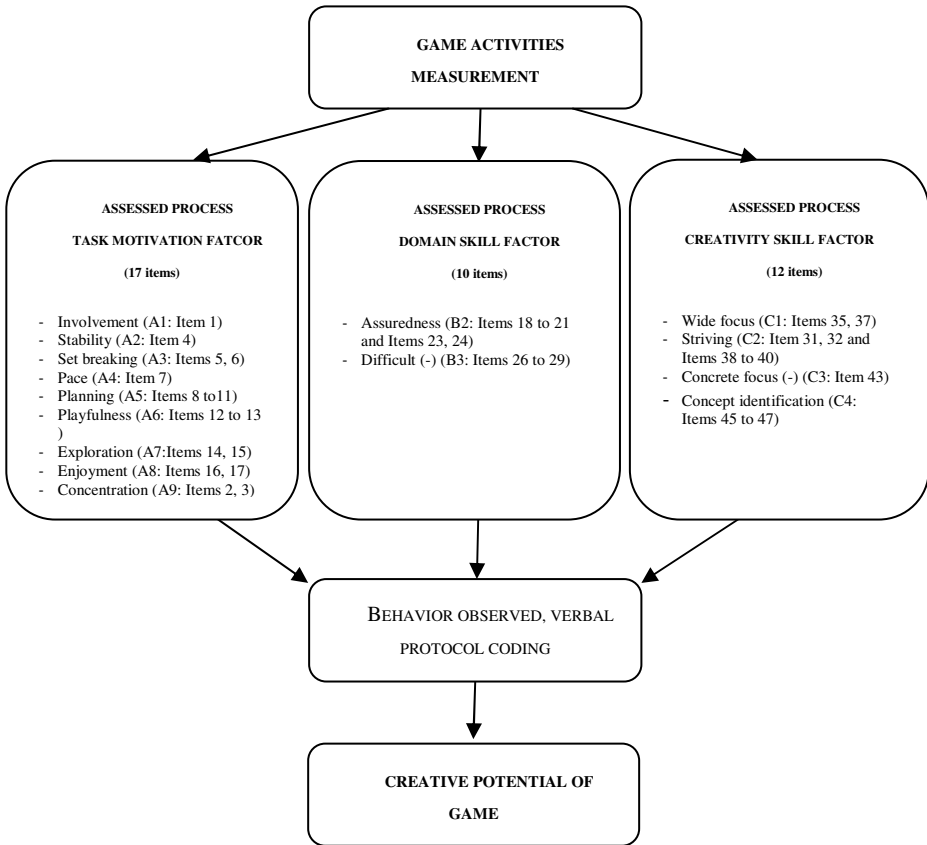 GAME ACTIVITIES
MEASUREMENT
ASSESSED PROCESS
TASK MOTIVATION FATCOR
(17 items)
- Involvement (A1: Item 1)
- Stability (A2: Item 4)
- Set breaking (A3: Items 5, 6)
- Pace (A4: Item 7)
- Planning (A5: Items 8 to11)
- Playfulness (A6: Items 12 to 13
)
- Exploration (A7:Items 14, 15)
- Enjoyment (A8: Items 16, 17)
- Concentration (A9: Items 2, 3)
ASSESSED PROCESS
DOMAIN SKILL FACTOR
(10 items)
- Assuredness (B2: Items 18 to 21
and Items 23, 24)
- Difficult (-) (B3: Items 26 to 29)
ASSESSED PROCESS
CREATIVITY SKILL FACTOR
(12 items)
- Wide focus (C1: Items 35, 37)
- Striving (C2: Item 31, 32 and
Items 38 to 40)
- Concrete focus (-) (C3: Item 43)
- Concept identification (C4:
Items 45 to 47)
BEHAVIOR OBSERVED, VERBAL
PROTOCOL CODING
CREATIVE POTENTIAL OF
GAME